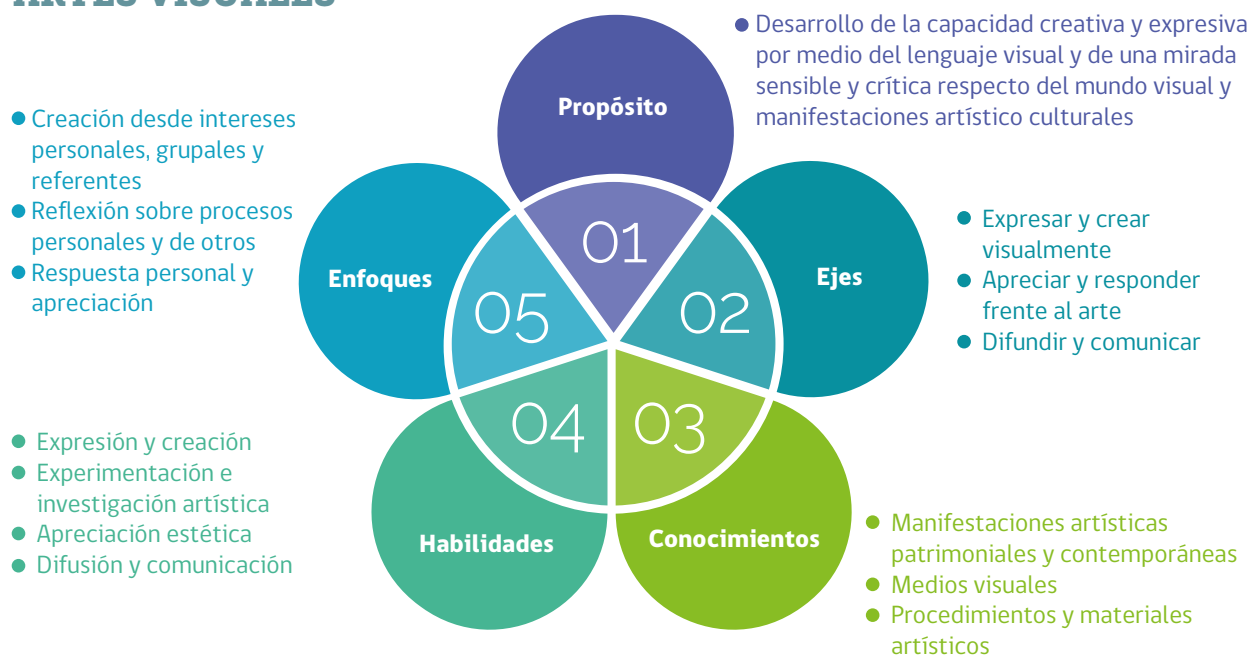 ARTES VISUALES
Propósito
01
● Desarrollo de la capacidad creativa y expresiva
por medio del lenguaje visual y de una mirada
sensible y crítica respecto del mundo visual y
manifestaciones artístico culturales
Ejes
02
● Expresar y crear
visualmente
● Apreciar y responder
frente al arte
● Difundir y comunicar
Conocimientos
03
● Manifestaciones artísticas
patrimoniales y contemporáneas
● Medios visuales
● Procedimientos y materiales
artísticos
Habilidades
04
● Expresión y creación
● Experimentación e
investigación artística
● Apreciación estética
● Difusión y comunicación
Enfoques
05
● Creación desde intereses
personales, grupales y
referentes
● Reflexión sobre procesos
personales y de otros
● Respuesta personal y
apreciación